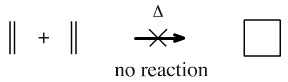 +
Δ
no reaction